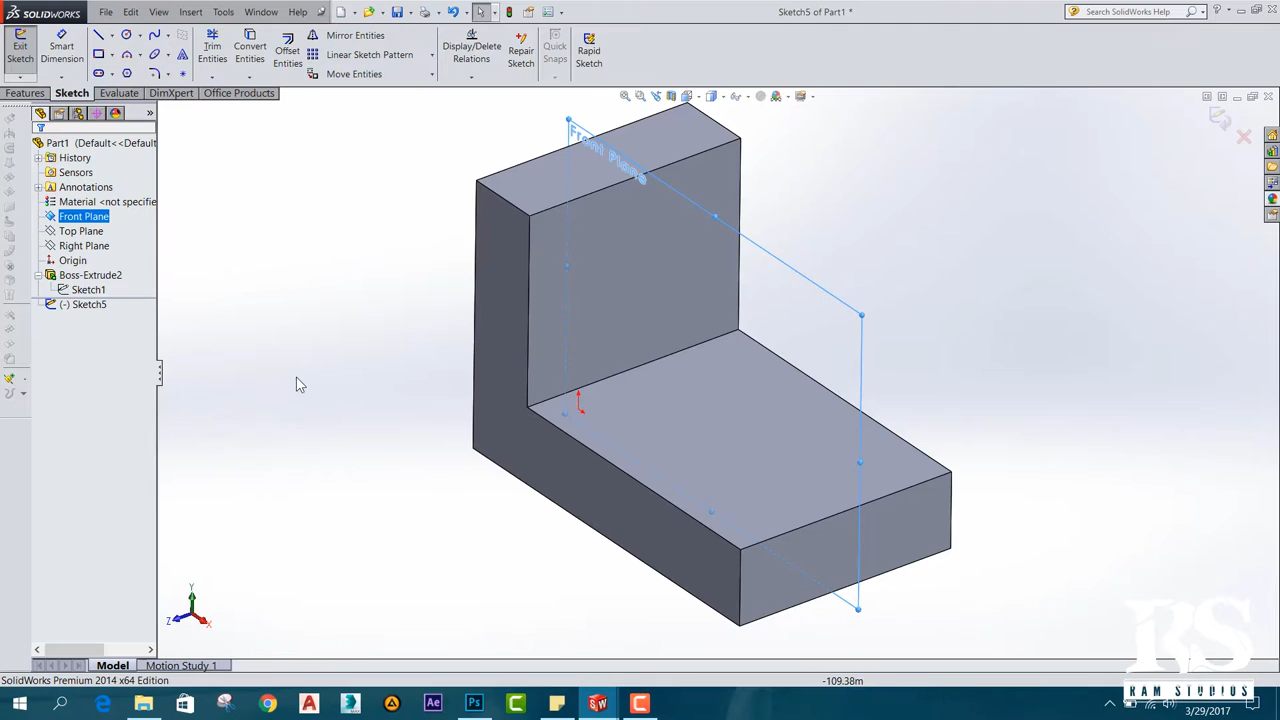 SOLIDWORKS
File Edit View Insert Tools Window Help
Sketch5 of Part1 *
Search SolidWorks Help
Exit Sketch
Smart Dimension
Trim Entities
Convert Entities
Offset Entities
Mirror Entities
Linear Sketch Pattern
Move Entities
Display/Delete Relations
Repair Sketch
Quick Snaps
Rapid Sketch
Features Sketch Evaluate DimXpert Office Products
Part1 (Default<<Default
History
Sensors
Annotations
Material <not specifie
Front Plane
Top Plane
Right Plane
Origin
Boss-Extrude2
Sketch1
(-) Sketch5
Front Plane
Y
Z
X
Model Motion Study 1
SolidWorks Premium 2014 x64 Edition
-109.38m
RS
RAM STUDIOS
3/29/2017